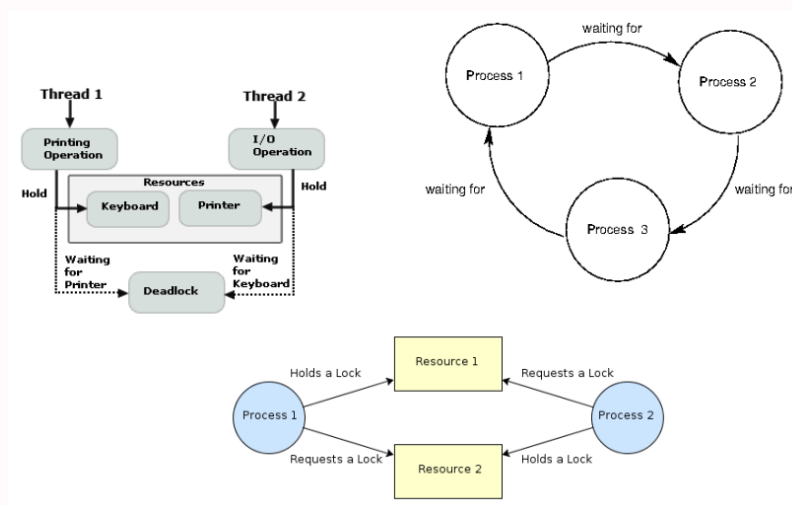 Thread 1
Thread 2
Printing
Operation
I/O
Operation
Hold
Resources
Hold
Keyboard
Printer
Waiting
for
Printer
Waiting
for
Keyboard
Deadlock
waiting for
Process 1
Process 2
waiting for
waiting for
Process 3
Resource 1
Holds a Lock
Requests a Lock
Process 1
Process 2
Requests a Lock
Holds a Lock
Resource 2